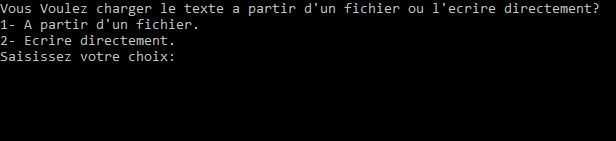 Vous Voulez charger le texte a partir d'un fichier ou l'ecrire directement?
1- A partir d'un fichier.
2- Ecrire directement.
Saisissez votre choix: